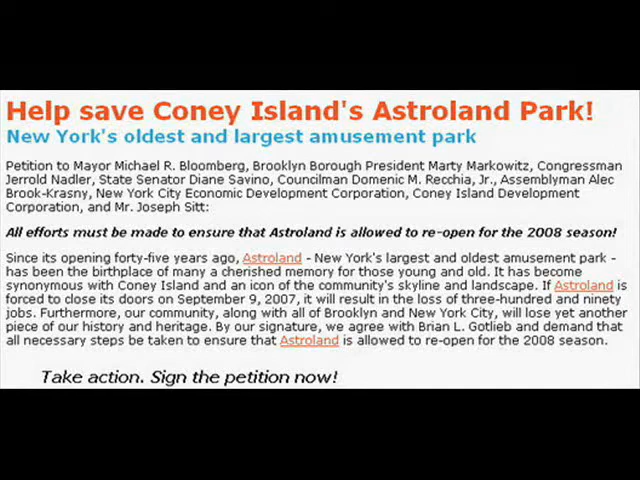 Help save Coney Island's Astroland Park!
New York's oldest and largest amusement park
Petition to Mayor Michael R. Bloomberg, Brooklyn Borough President Marty Markowitz, Congressman
Jerrold Nadler, State Senator Diane Savino, Councilman Domenic M. Recchia, Jr., Assemblyman Alec
Brook-Krasny, New York City Economic Development Corporation, Coney Island Development
Corporation, and Mr. Joseph Sitt:
All efforts must be made to ensure that Astroland is allowed to re-open for the 2008 season!
Since its opening forty-five years ago, Astroland - New York's largest and oldest amusement park -
has been the birthplace of many a cherished memory for those young and old. It has become
synonymous with Coney Island and an icon of the community's skyline and landscape. If Astroland is
forced to close its doors on September 9, 2007, it will result in the loss of three-hundred and ninety
jobs. Furthermore, our community, along with all of Brooklyn and New York City, will lose yet another
piece of our history and heritage. By our signature, we agree with Brian L. Gotlieb and demand that
all necessary steps be taken to ensure that Astroland is allowed to re-open for the 2008 season.
Take action. Sign the petition now!